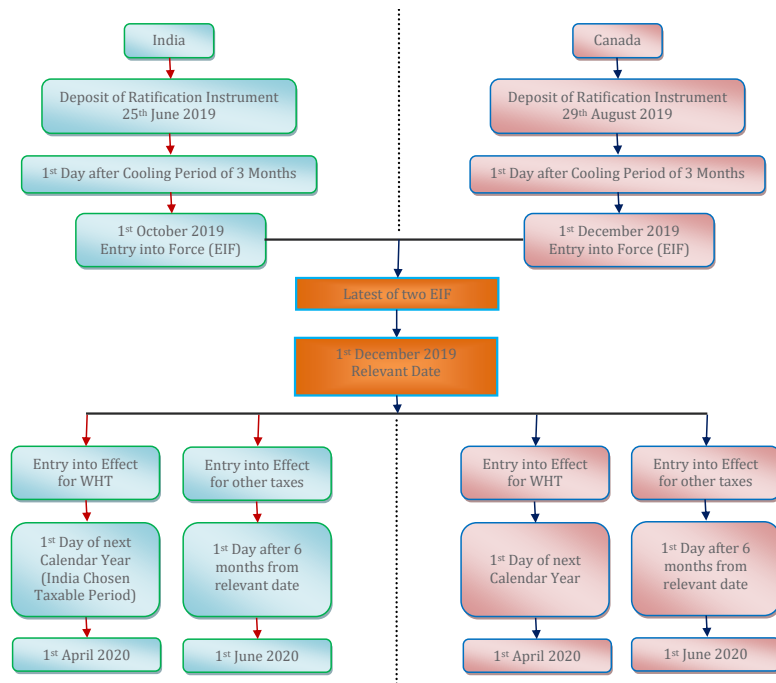 India
Canada
Deposit of Ratification Instrument
25th June 2019
Deposit of Ratification Instrument
29th August 2019
1st Day after Cooling Period of 3 Months
1st Day after Cooling Period of 3 Months
1st October 2019
Entry into Force (EIF)
1st December 2019
Entry into Force (EIF)
Latest of two EIF
1st December 2019
Relevant Date
Entry into Effect
for WHT
Entry into Effect
for other taxes
Entry into Effect
for WHT
Entry into Effect
for other taxes
1st Day of next
Calendar Year
(India Chosen
Taxable Period)
1st Day after 6
months from
relevant date
1st Day of next
Calendar Year
1st Day after 6
months from
relevant date
1st April 2020
1st June 2020
1st April 2020
1st June 2020